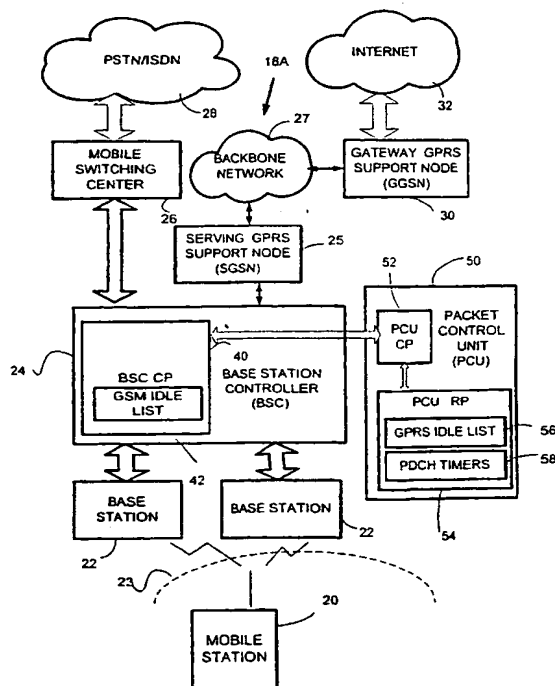 PSTN/ISDN
28
18A
INTERNET
32
27
BACKBONE
NETWORK
MOBILE
SWITCHING
CENTER
26
GATEWAY GPRS
SUPPORT NODE
(GGSN)
30
SERVING GPRS
SUPPORT NODE
(SGSN)
25
50
52
PCU
CP
PACKET
CONTROL
UNIT
(PCU)
24
40
BSC CP
GSM IDLE
LIST
BASE STATION
CONTROLLER
(BSC)
PCU RP
GPRS IDLE LIST
56
PDCH TIMERS
58
54
42
BASE
STATION
22
BASE STATION
22
23
20
MOBILE
STATION